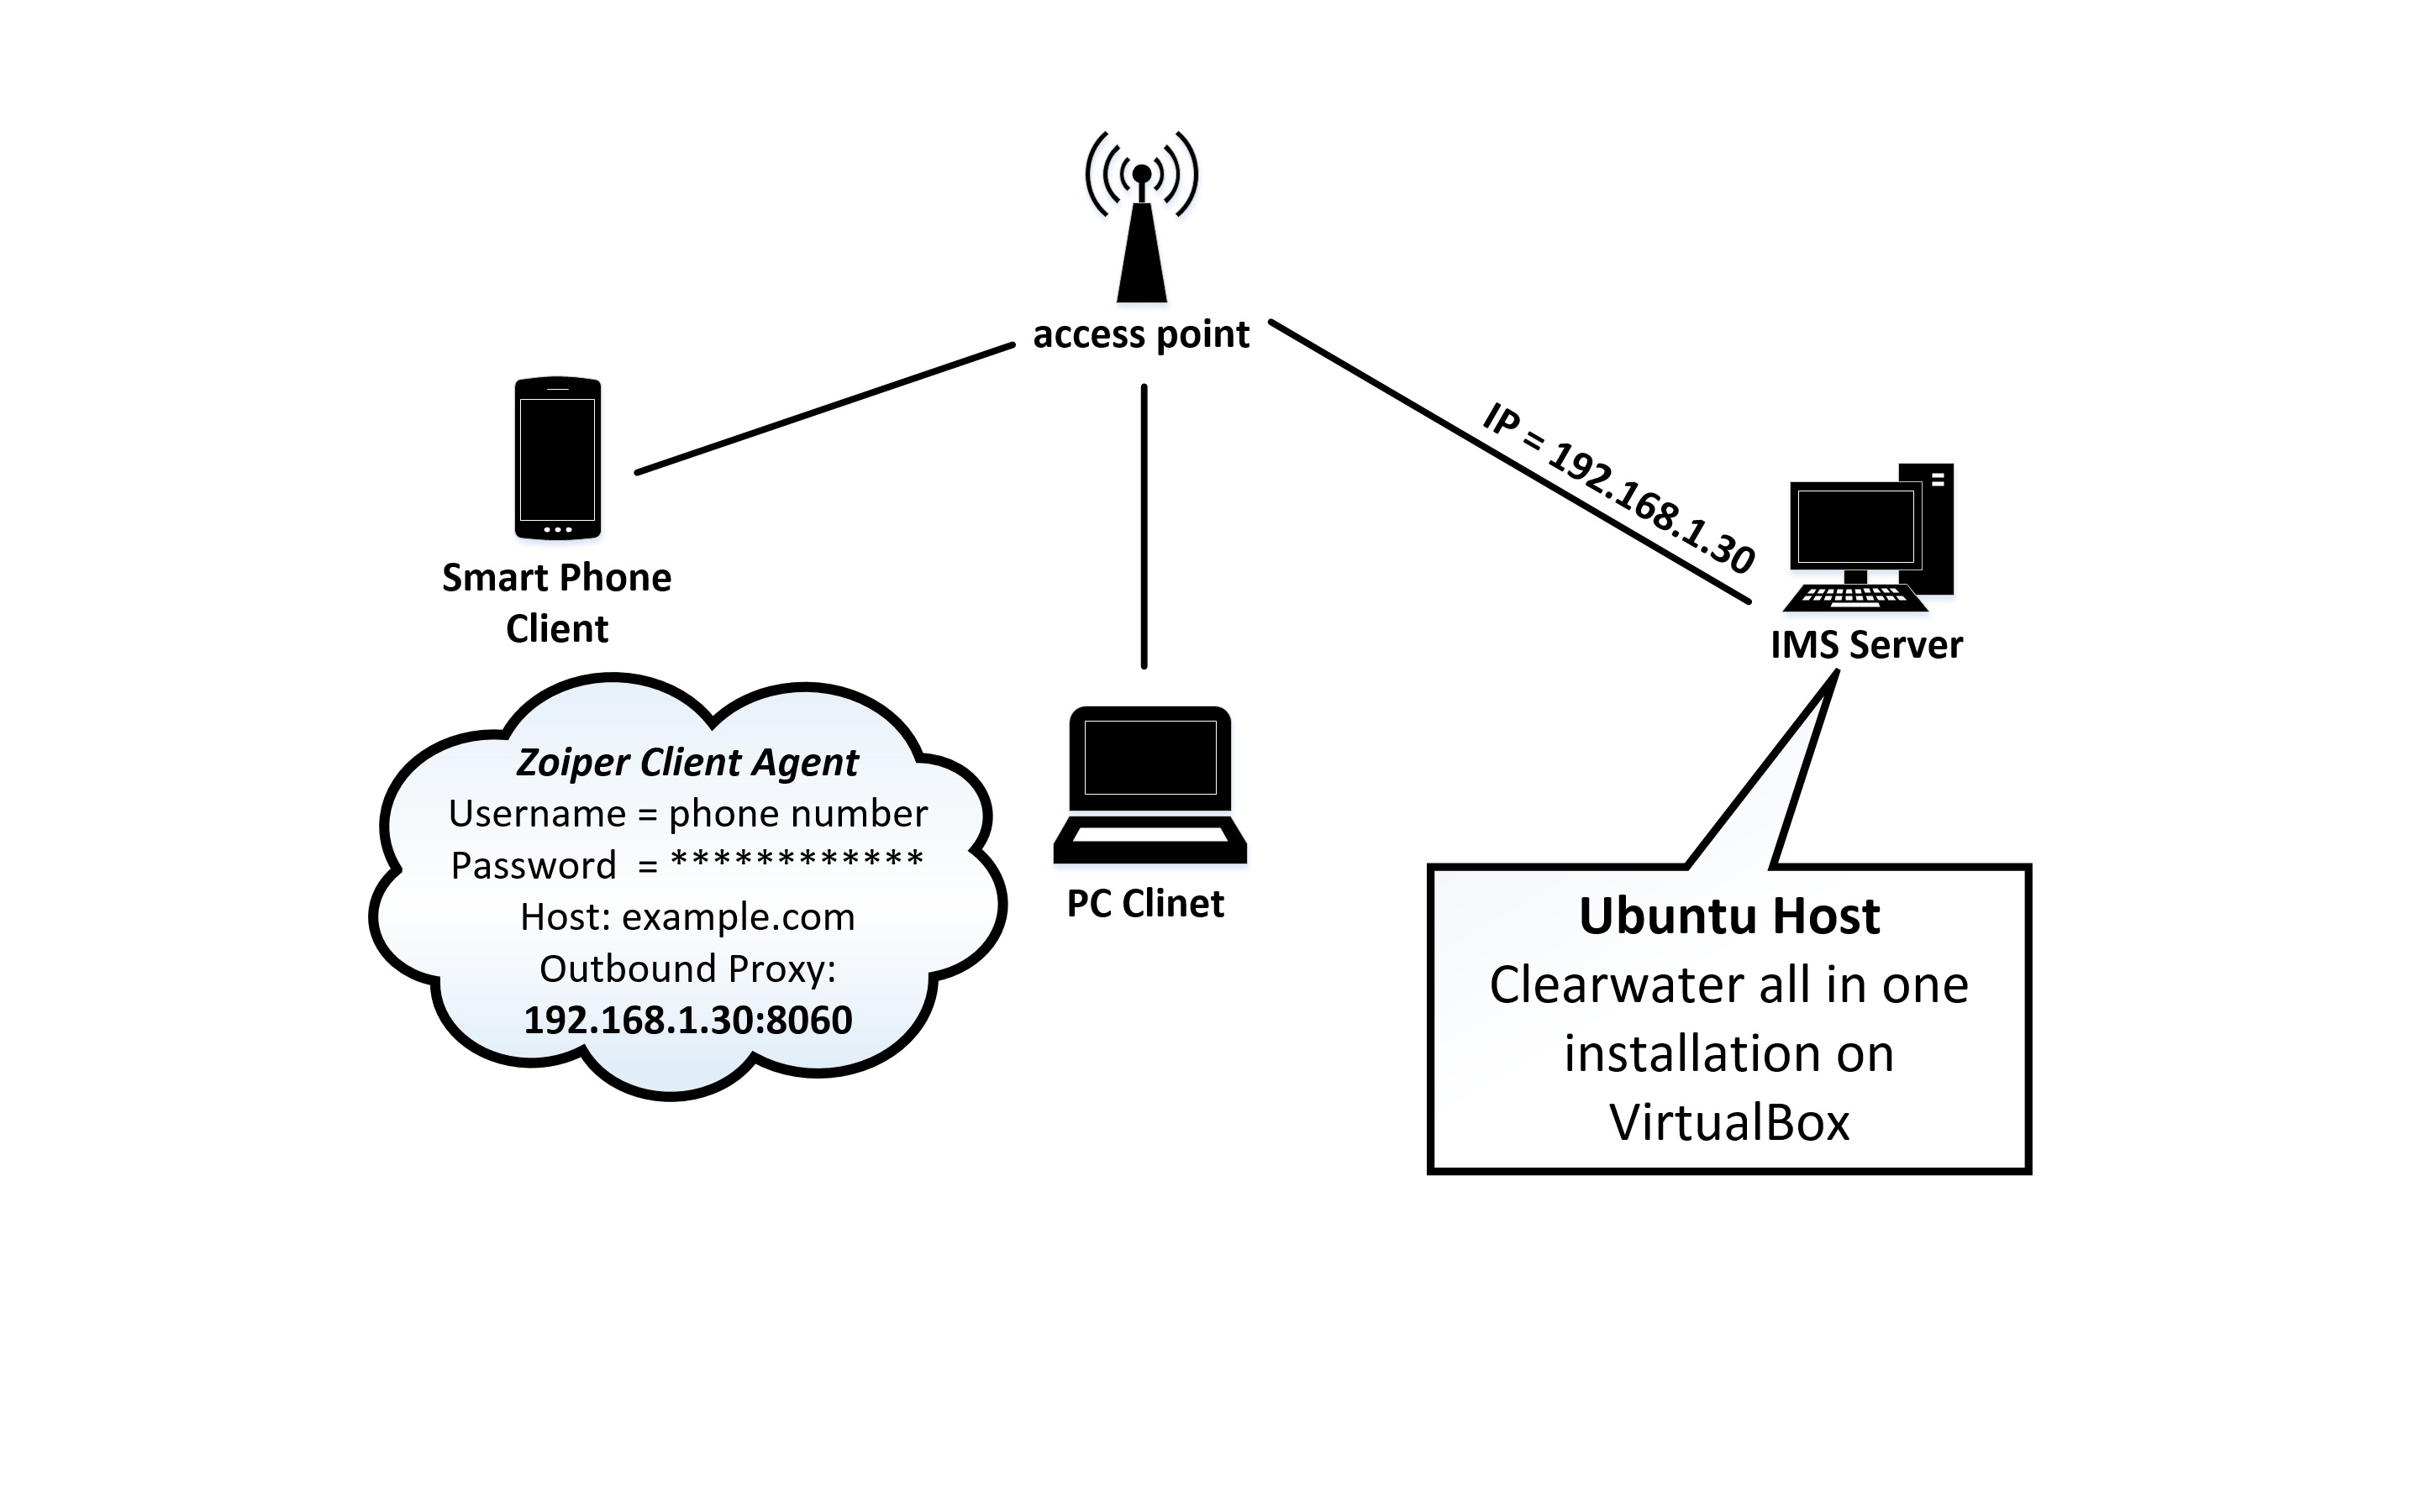 access point
IP = 192.168.1.30
Smart Phone
Client
IMS Server
Zoiper Client Agent
Username = phone number
Password  = ************
Host: example.com
Outbound Proxy:
192.168.1.30:8060
PC Clinet
Ubuntu Host
Clearwater all in one
installation on
VirtualBox